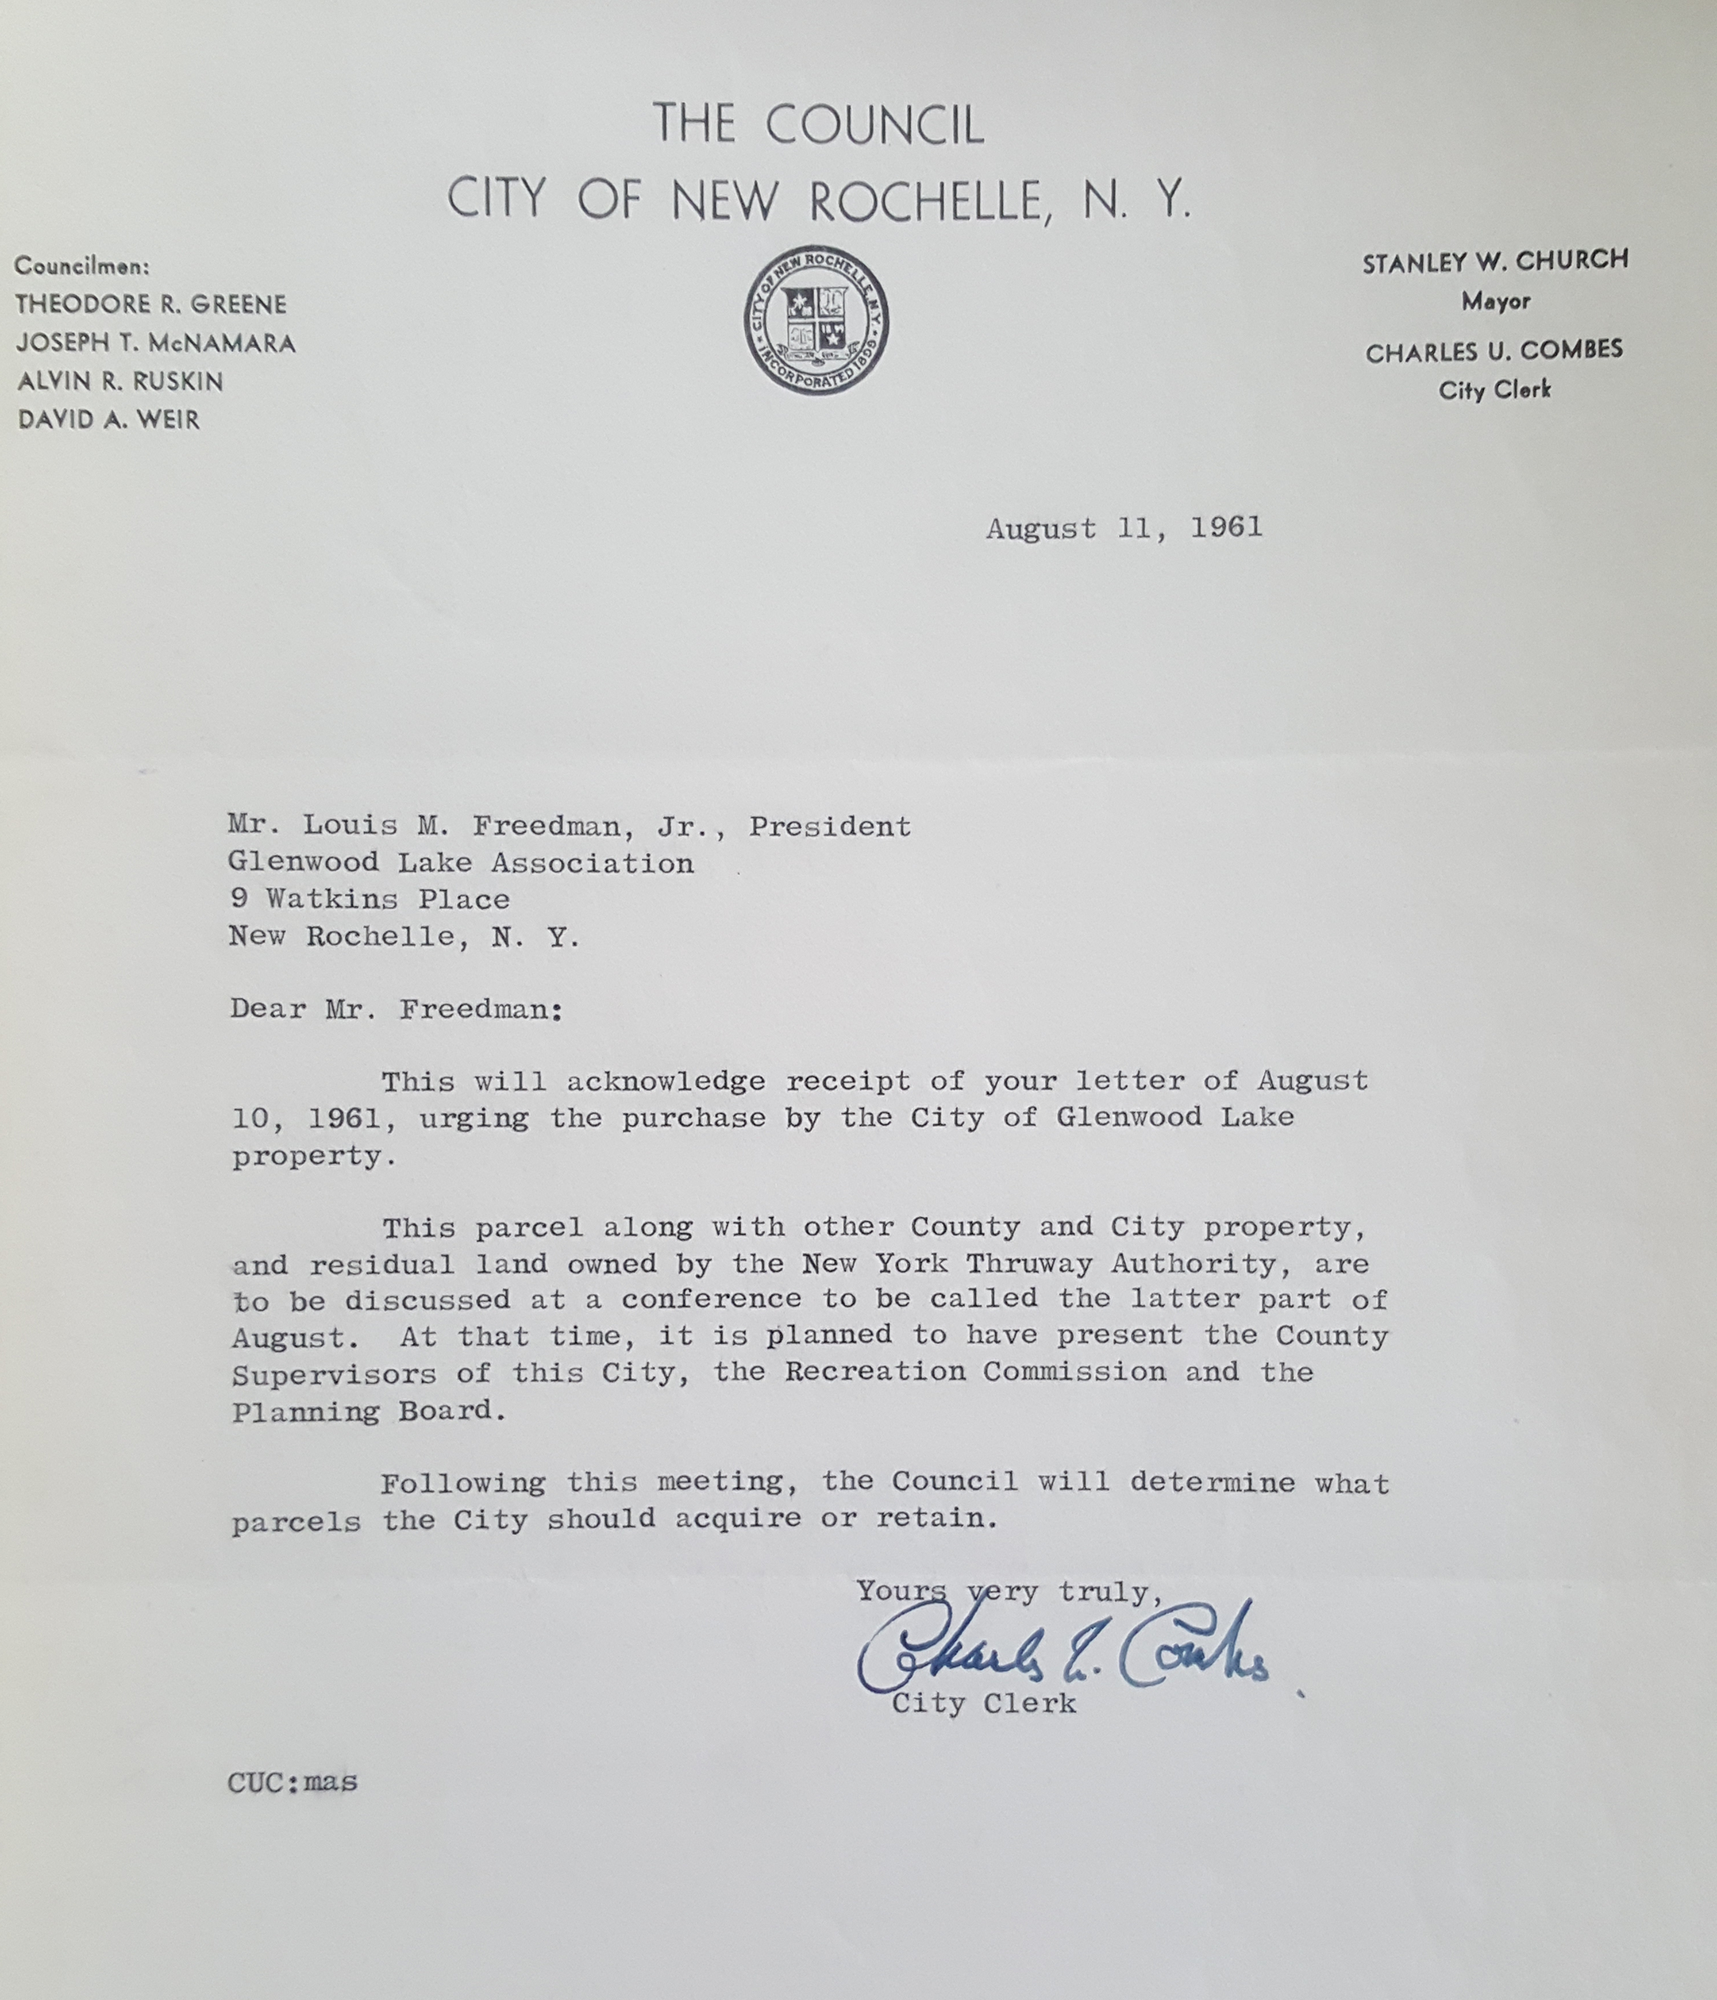 THE COUNCIL
CITY OF NEW ROCHELLE, N. Y.
Councilmen:
THEODORE R. GREENE
JOSEPH T. McNAMARA
ALVIN R. RUSKIN
DAVID A. WEIR
CITY OF NEW ROCHELLE, N.Y.
INCORPORATED 1899
STANLEY W. CHURCH
Mayor
CHARLES U. COMBES
City Clerk
August 11, 1961
Mr. Louis M. Freedman, Jr., President
Glenwood Lake Association
9 Watkins Place
New Rochelle, N. Y.
Dear Mr. Freedman:
This will acknowledge receipt of your letter of August
10, 1961, urging the purchase by the City of Glenwood Lake
property.
This parcel along with other County and City property,
and residual land owned by the New York Thruway Authority, are
to be discussed at a conference to be called the latter part of
August. At that time, it is planned to have present the County
Supervisors of this City, the Recreation Commission and the
Planning Board.
Following this meeting, the Council will determine what
parcels the City should acquire or retain.
Yours very truly,
Charles U. Combes
City Clerk
CUC:mas